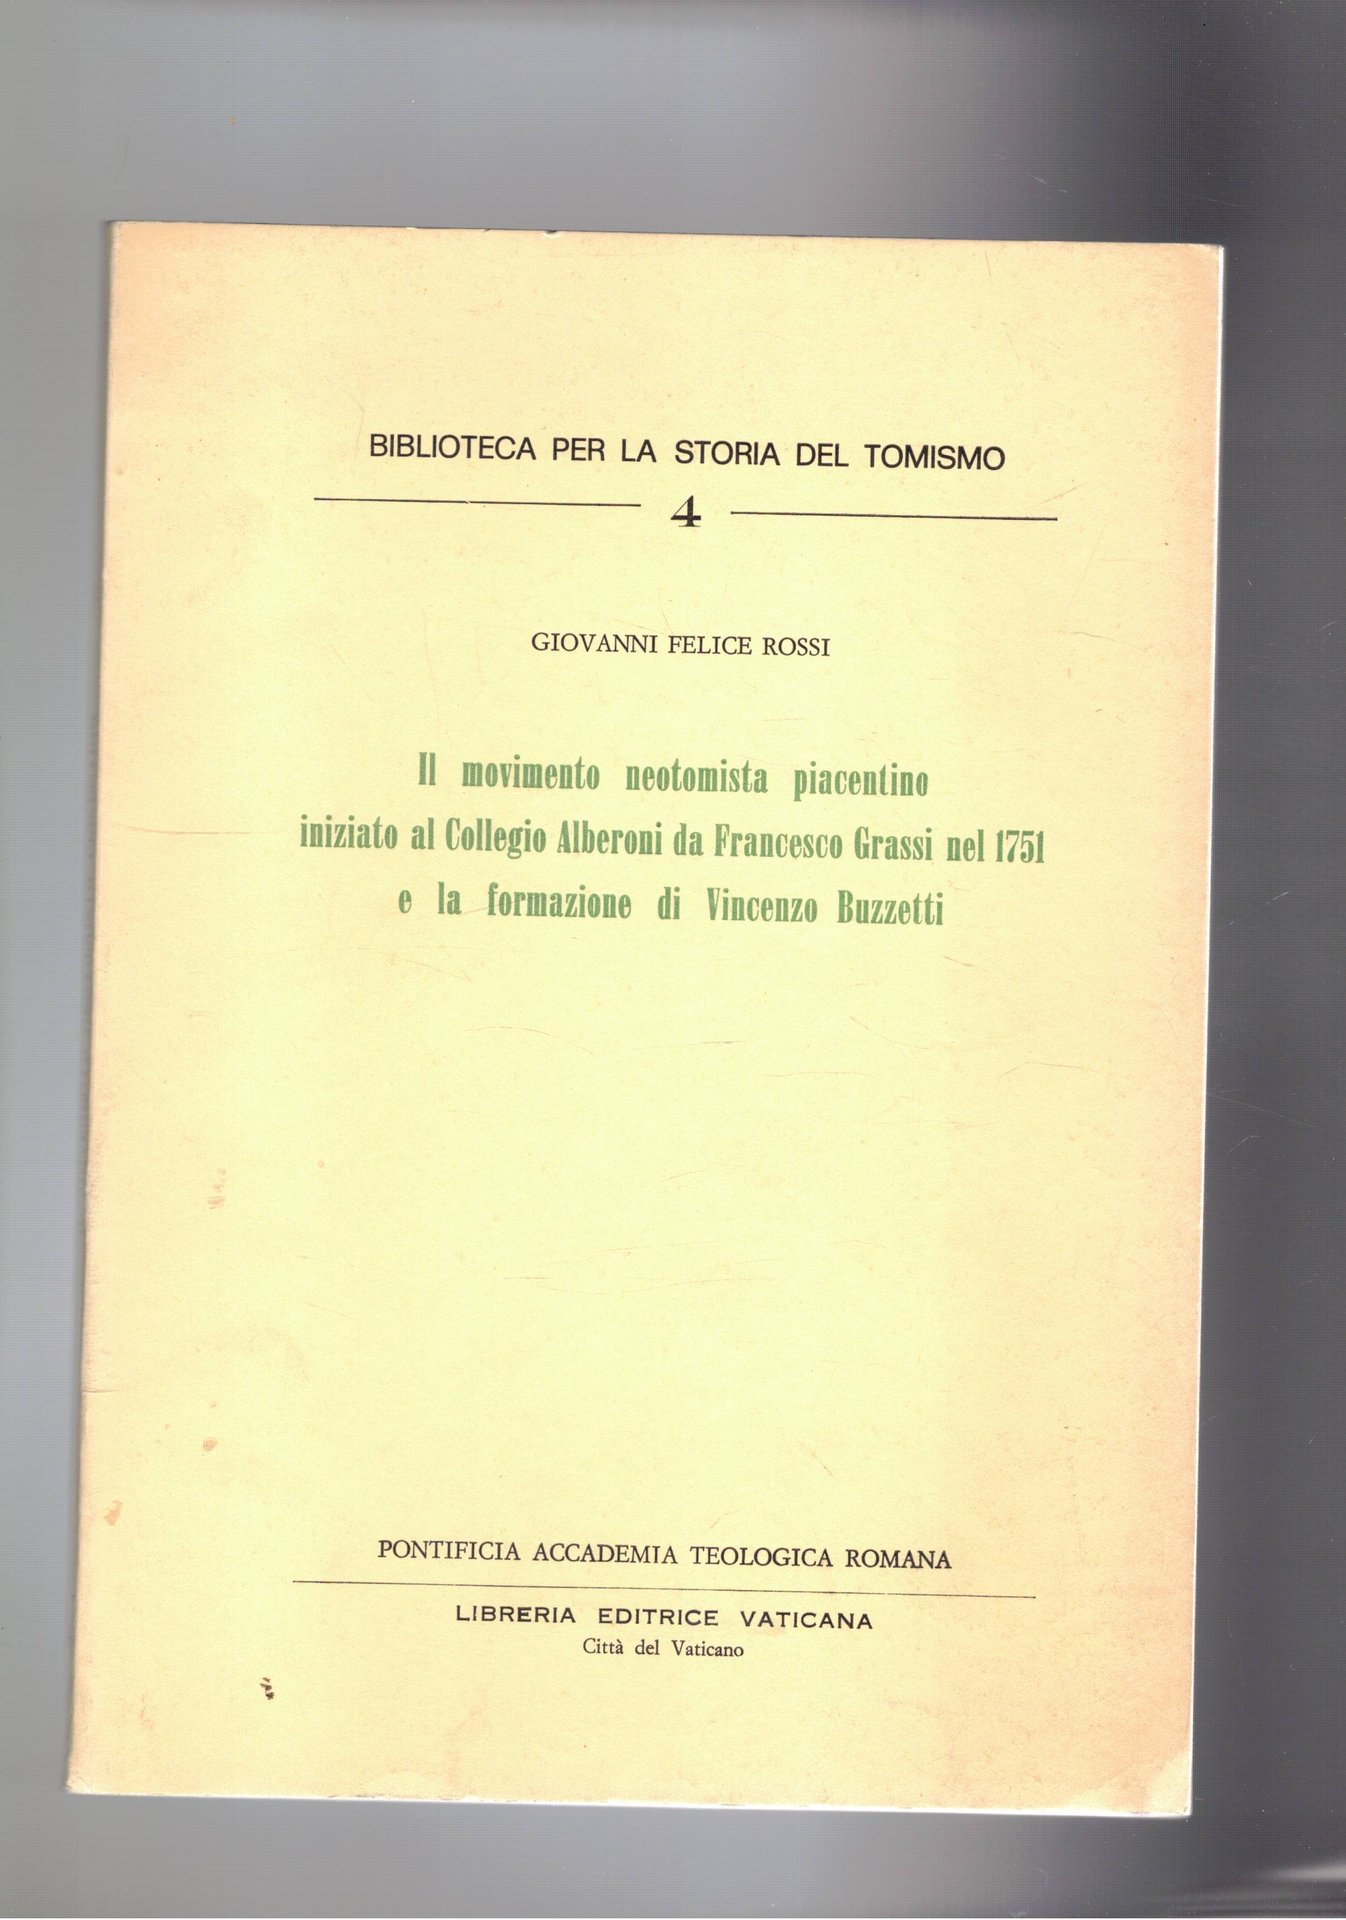 BIBLIOTECA PER LA STORIA DEL TOMISMO
4
GIOVANNI FELICE ROSSI
Il movimento neotomista piacentino
iniziato al Collegio Alberoni da Francesco Grassi nel 1751
e la formazione di Vincenzo Buzzetti
PONTIFICIA ACCADEMIA TEOLOGICA ROMANA
LIBRERIA EDITRICE VATICANA
Città del Vaticano